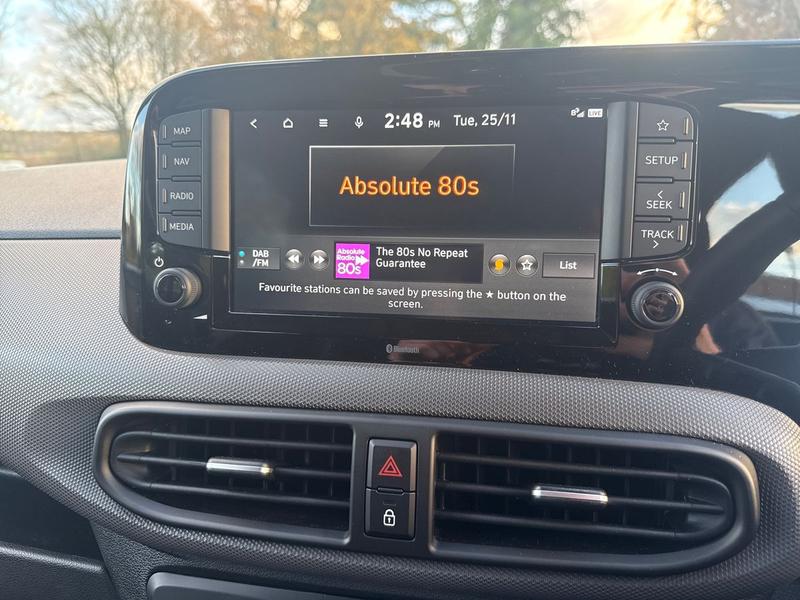 MAP
NAV
RADIO
MEDIA
2:48 PM Tue, 25/11
LIVE
Absolute 80s
DAB
/FM
Absolute
Radio
80s
The 80s No Repeat
Guarantee
List
Favourite stations can be saved by pressing the ★ button on the
screen.
SETUP
SEEK
TRACK
Bluetooth